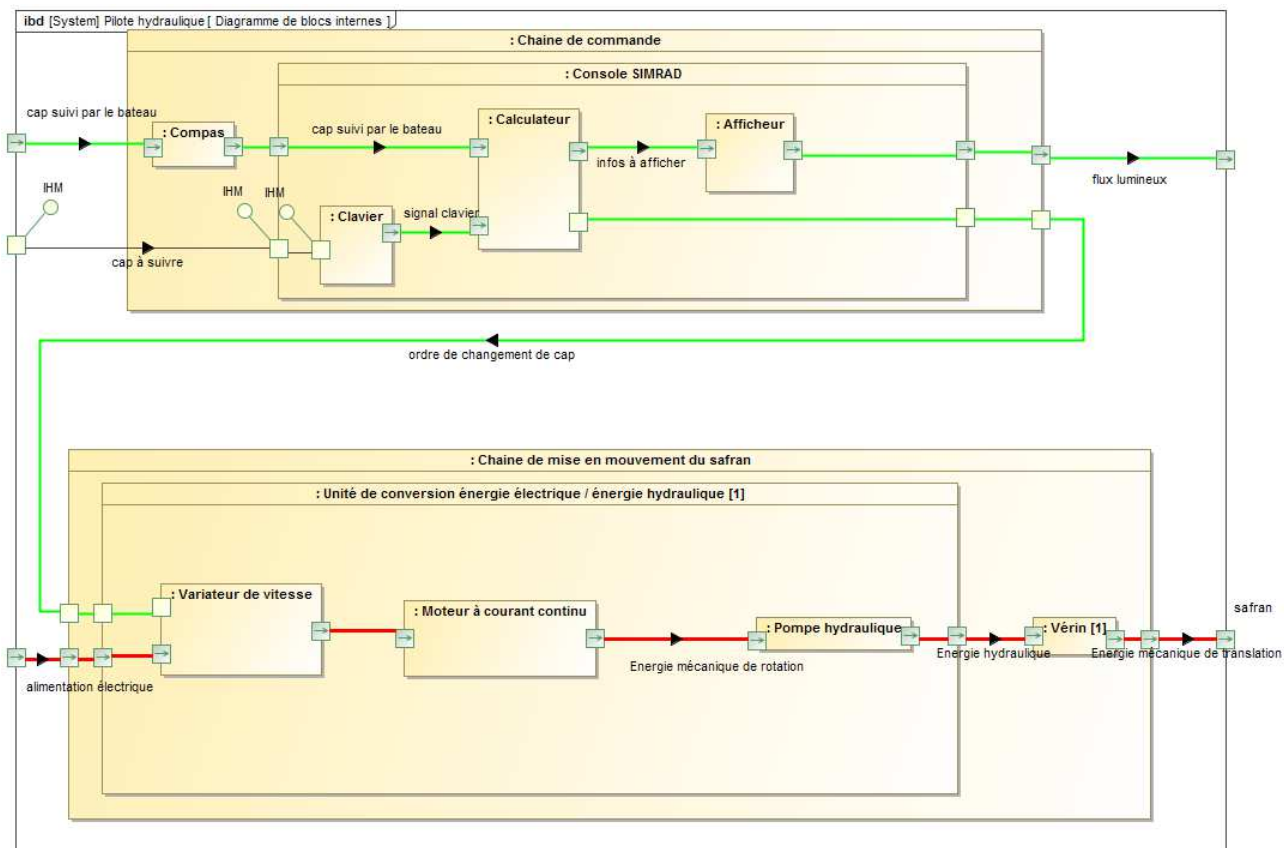 ibd [System] Pilote hydraulique [ Diagramme de blocs internes ]
: Chaine de commande
: Console SIMRAD
cap suivi par le bateau
: Compas
cap suivi par le bateau
: Calculateur
: Afficheur
infos à afficher
flux lumineux
IHM
IHM
IHM
: Clavier
signal clavier
cap à suivre
ordre de changement de cap
: Chaine de mise en mouvement du safran
: Unité de conversion énergie électrique / énergie hydraulique [1]
: Variateur de vitesse
: Moteur à courant continu
: Pompe hydraulique
: Vérin [1]
safran
alimentation électrique
Energie mécanique de rotation
Energie hydraulique
Energie mécanique de translation